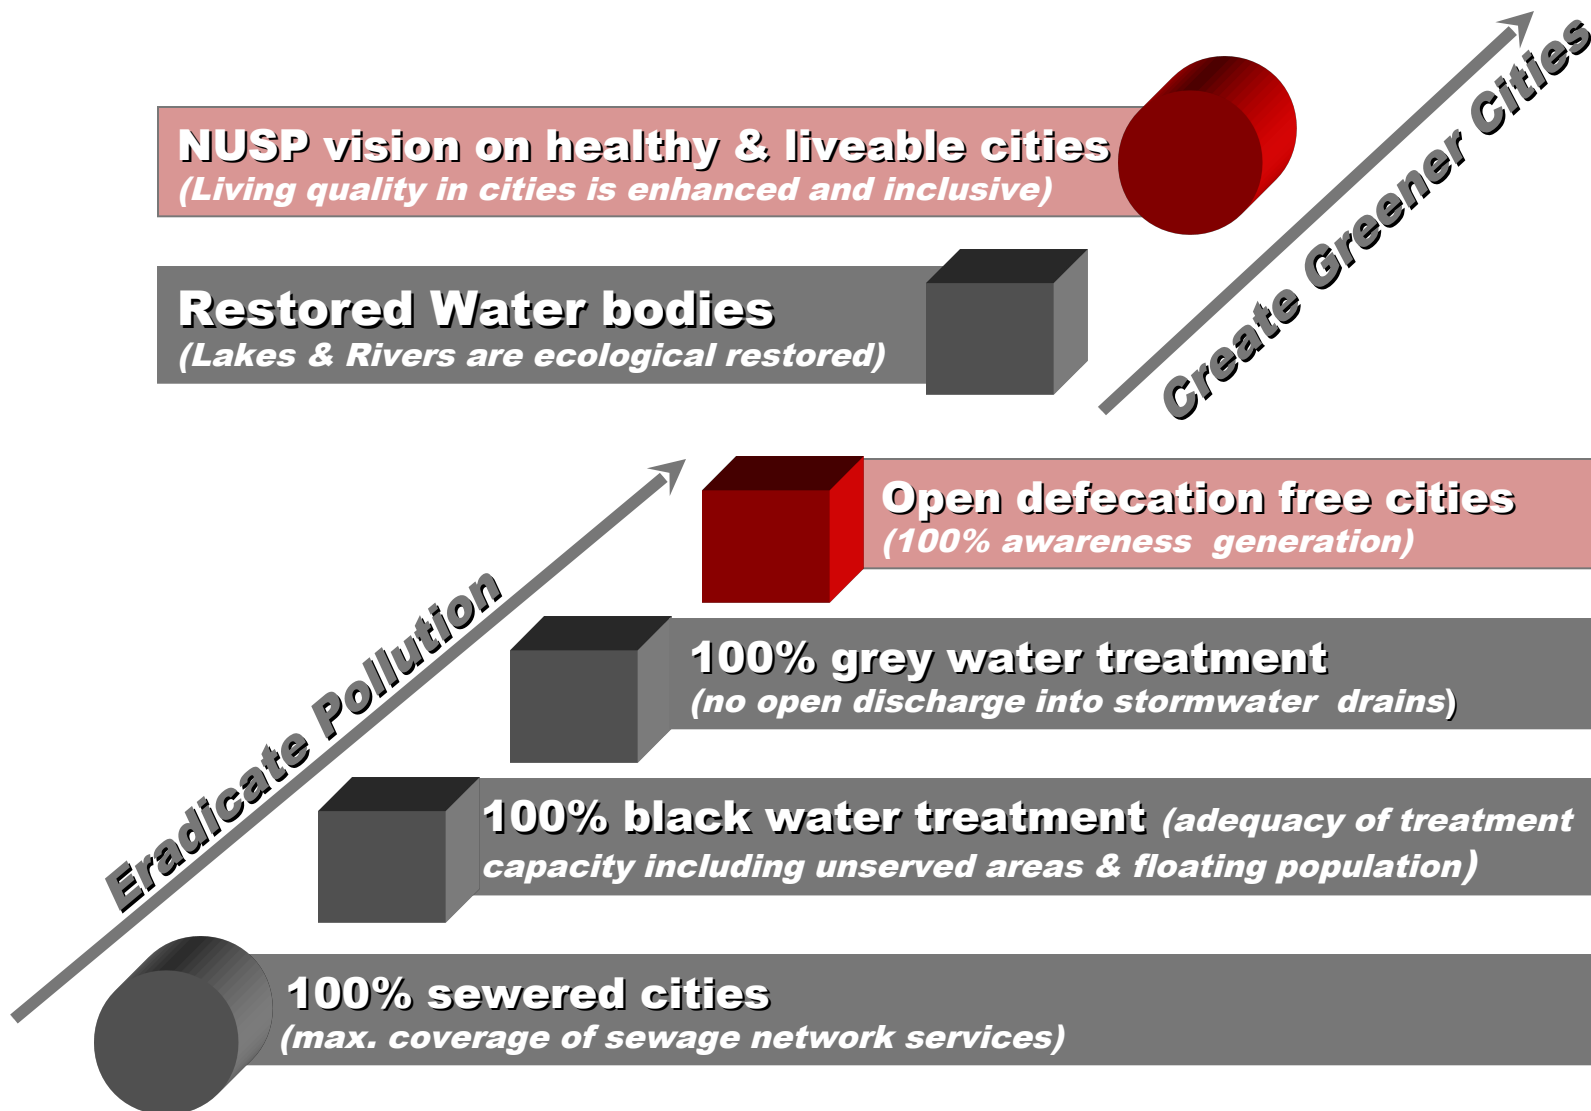 Create Greener Cities
NUSP vision on healthy & liveable cities
(Living quality in cities is enhanced and inclusive)
Restored Water bodies
(Lakes & Rivers are ecological restored)
Eradicate Pollution
Open defecation free cities
(100% awareness generation)
100% grey water treatment
(no open discharge into stormwater drains)
100% black water treatment (adequacy of treatment
capacity including unserved areas & floating population)
100% sewered cities
(max. coverage of sewage network services)